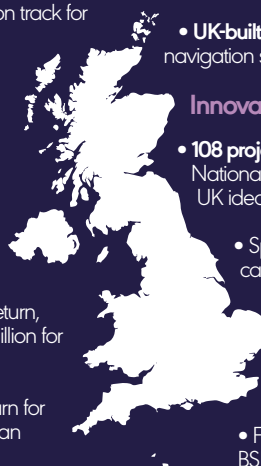 on track for
• UK-built
navigation s
Innova
• 108 proj
Nationa
UK idea
• Sp
ca
eturn,
illion for
rn for
an
• F
BS